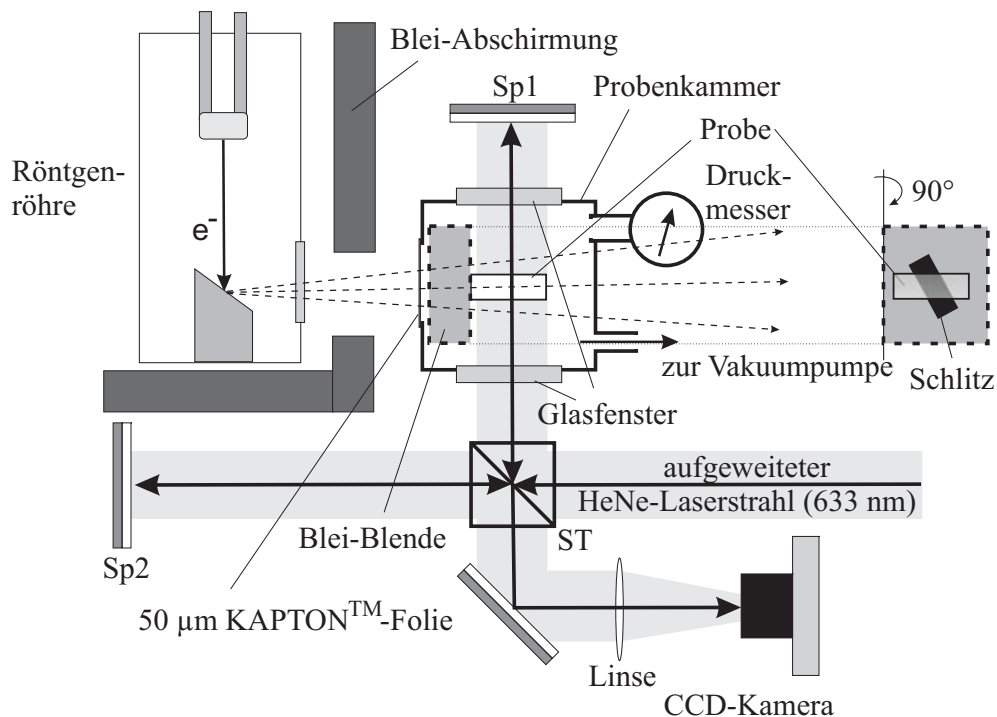 Blei-Abschirmung
Sp1
Probenkammer
Probe
Röntgen-
röhre
Druck-
messer
90°
e-
zur Vakuumpumpe
Schlitz
Glasfenster
aufgeweiteter
HeNe-Laserstrahl (633 nm)
Blei-Blende
ST
Sp2
50 µm KAPTON™-Folie
Linse
CCD-Kamera